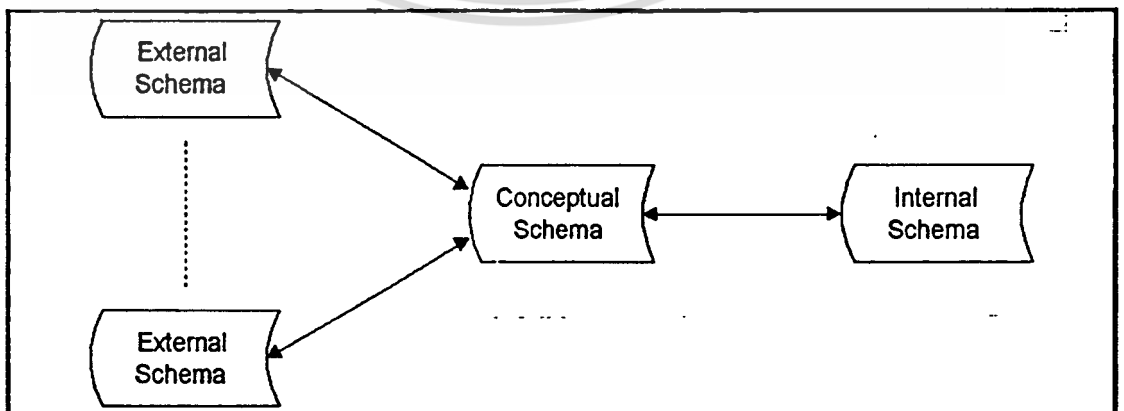 External
Schema
Conceptual
Schema
Internal
Schema
External
Schema